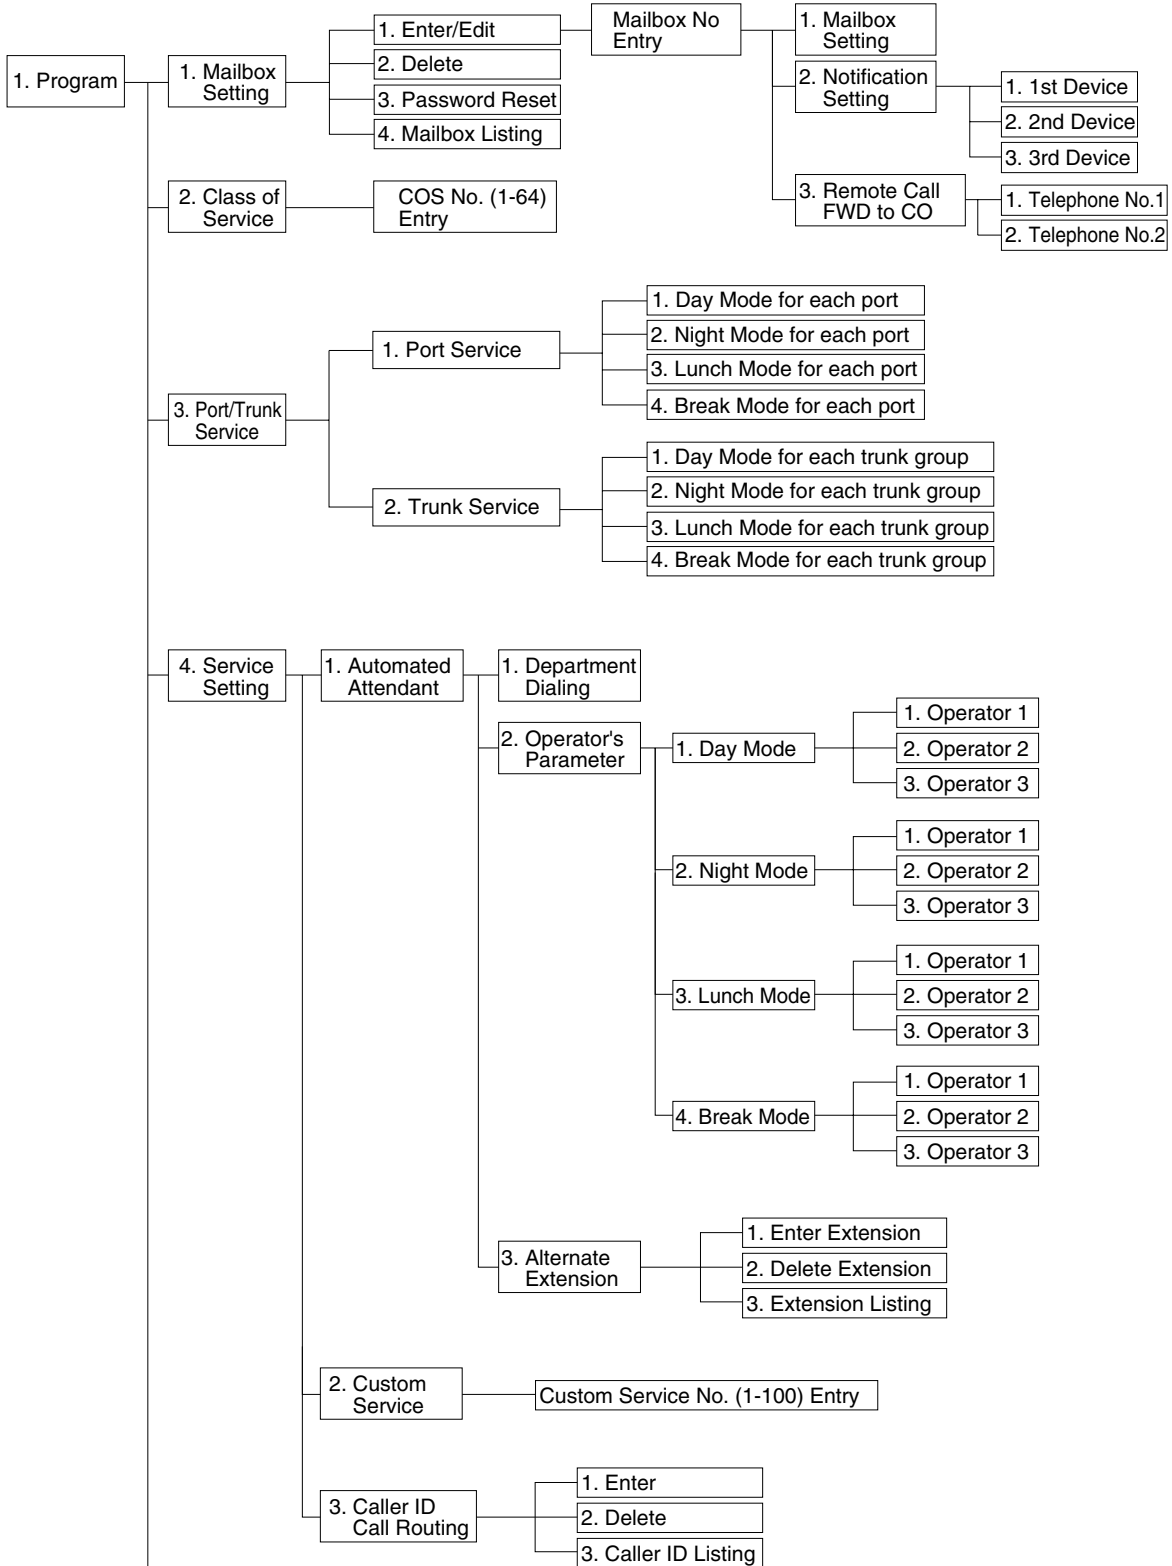 1. Program
1. Mailbox
Setting
1. Enter/Edit
2. Delete
3. Password Reset
4. Mailbox Listing
Mailbox No
Entry
1. Mailbox
Setting
2. Notification
Setting
1. 1st Device
2. 2nd Device
3. 3rd Device
3. Remote Call
FWD to CO
1. Telephone No.1
2. Telephone No.2
2. Class of
Service
COS No. (1-64)
Entry
3. Port/Trunk
Service
1. Port Service
1. Day Mode for each port
2. Night Mode for each port
3. Lunch Mode for each port
4. Break Mode for each port
2. Trunk Service
1. Day Mode for each trunk group
2. Night Mode for each trunk group
3. Lunch Mode for each trunk group
4. Break Mode for each trunk group
4. Service
Setting
1. Automated
Attendant
1. Department
Dialing
2. Operator's
Parameter
1. Day Mode
1. Operator 1
2. Operator 2
3. Operator 3
2. Night Mode
1. Operator 1
2. Operator 2
3. Operator 3
3. Lunch Mode
1. Operator 1
2. Operator 2
3. Operator 3
4. Break Mode
1. Operator 1
2. Operator 2
3. Operator 3
3. Alternate
Extension
1. Enter Extension
2. Delete Extension
3. Extension Listing
2. Custom
Service
Custom Service No. (1-100) Entry
3. Caller ID
Call Routing
1. Enter
2. Delete
3. Caller ID Listing